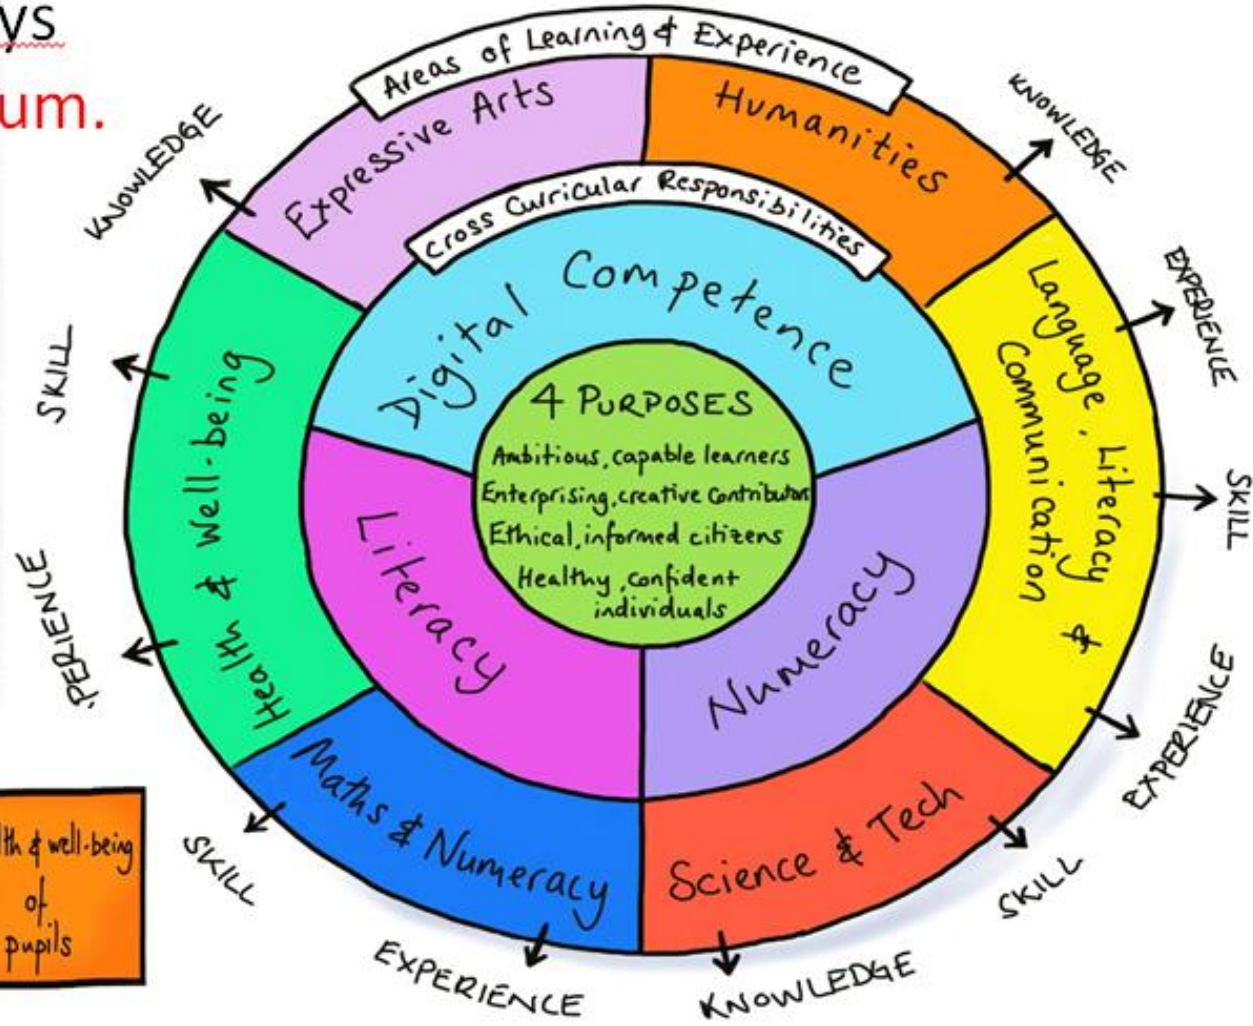 ys
um.
Areas of Learning & Experience
Expressive Arts
Humanities
Language, Literacy &
Communication
Science & Tech
Maths & Numeracy
Health & Well-being
Cross Curricular Responsibilities
Digital Competence
Numeracy
Literacy
4 PURPOSES
Ambitious, capable learners
Enterprising, creative Contributors
Ethical, informed citizens
Healthy, confident
individuals
KNOWLEDGE
EXPERIENCE
SKILL
EXPERIENCE
SKILL
KNOWLEDGE
EXPERIENCE
SKILL
PERIENCE
SKILL
KNOWLEDGE
lth & well-being
of
pupils